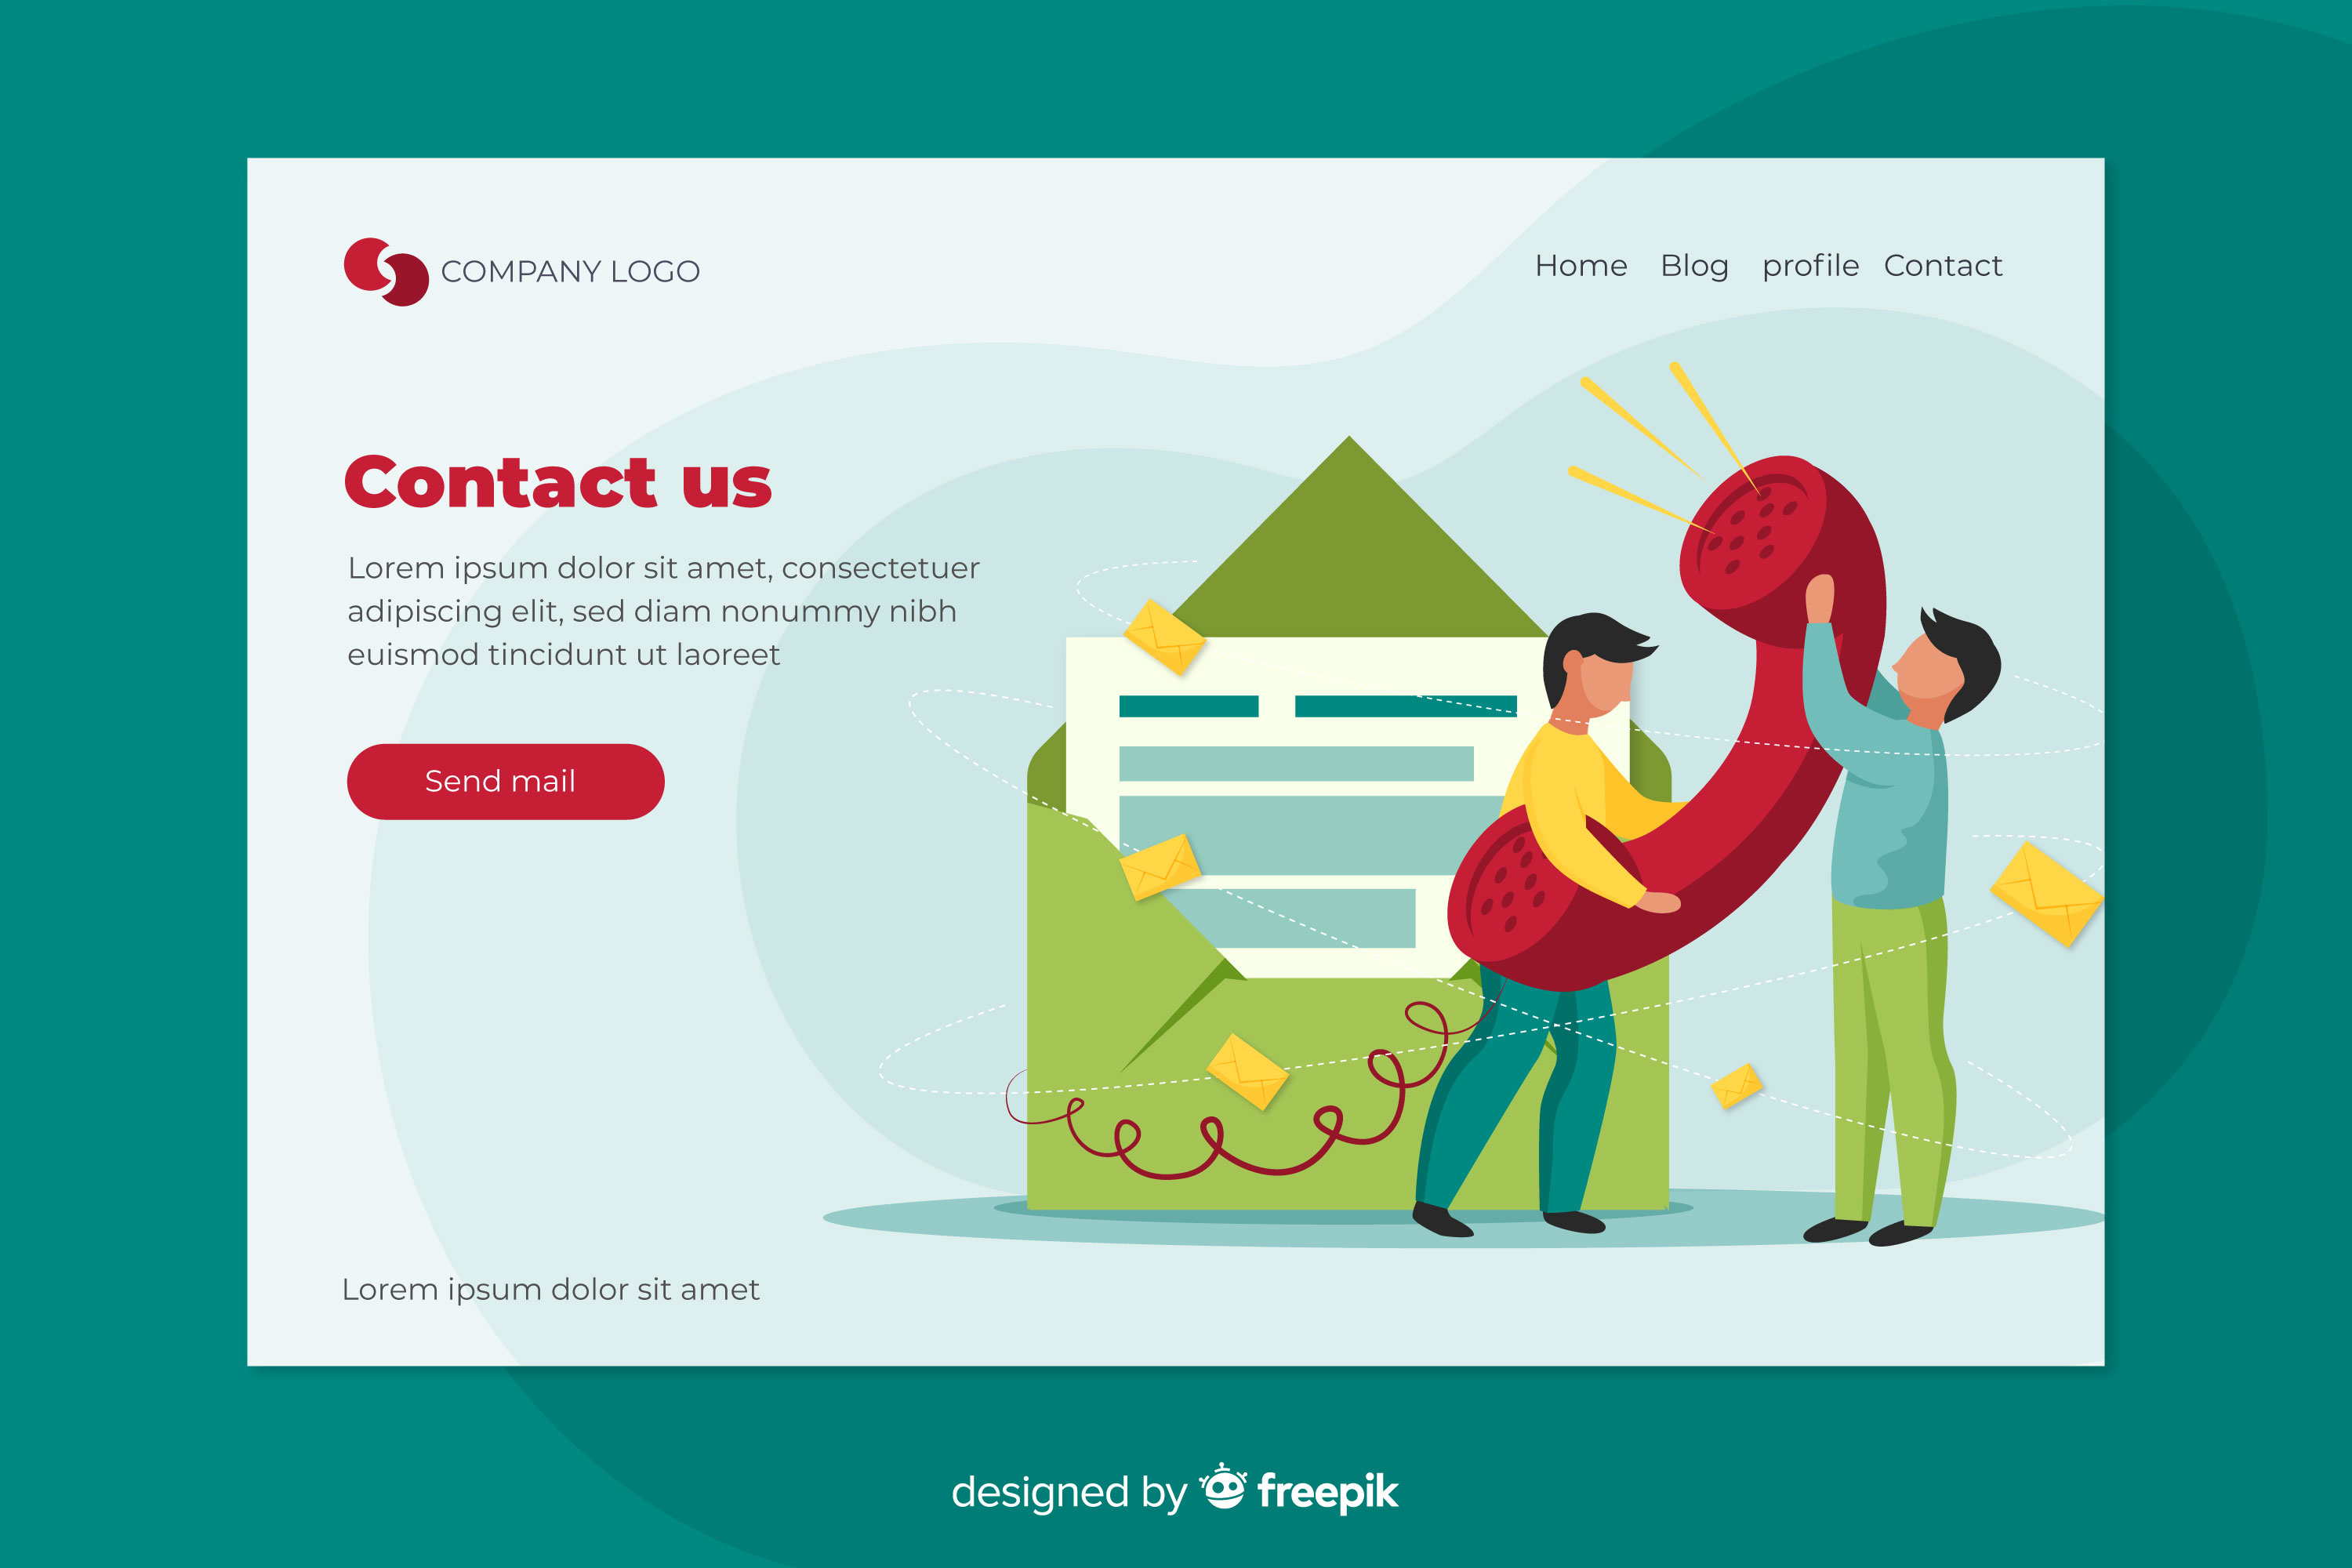 COMPANY LOGO
Home Blog profile Contact
Contact us
Lorem ipsum dolor sit amet, consectetuer
adipiscing elit, sed diam nonummy nibh
euismod tincidunt ut laoreet
Send mail
Lorem ipsum dolor sit amet
designed by freepik